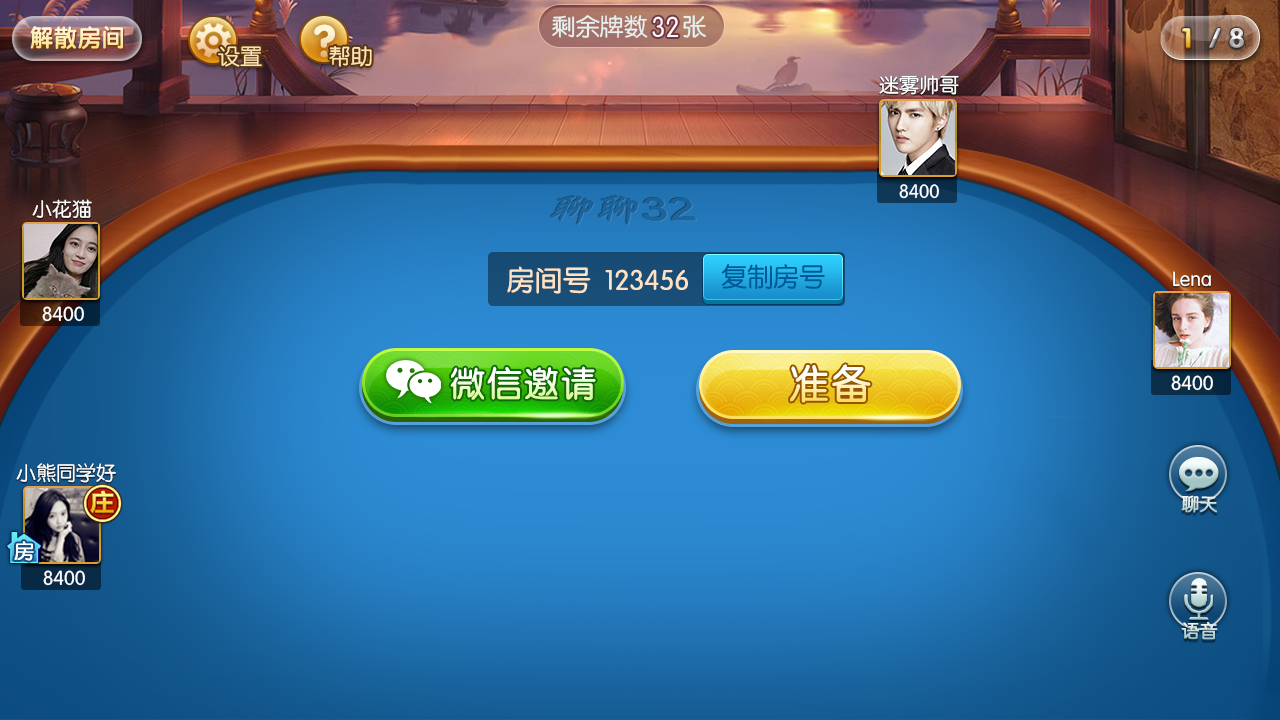 解散房间
设置
帮助
剩余牌数32张
1 / 8
迷雾帅哥
8400
聊聊32
小花猫
8400
房间号 123456
复制房号
Lena
8400
微信邀请
准备
小熊同学好
庄
房
8400
聊天
语音